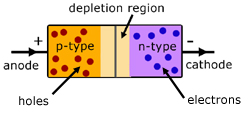 depletion region
+
–
p-type
n-type
anode
cathode
holes
electrons